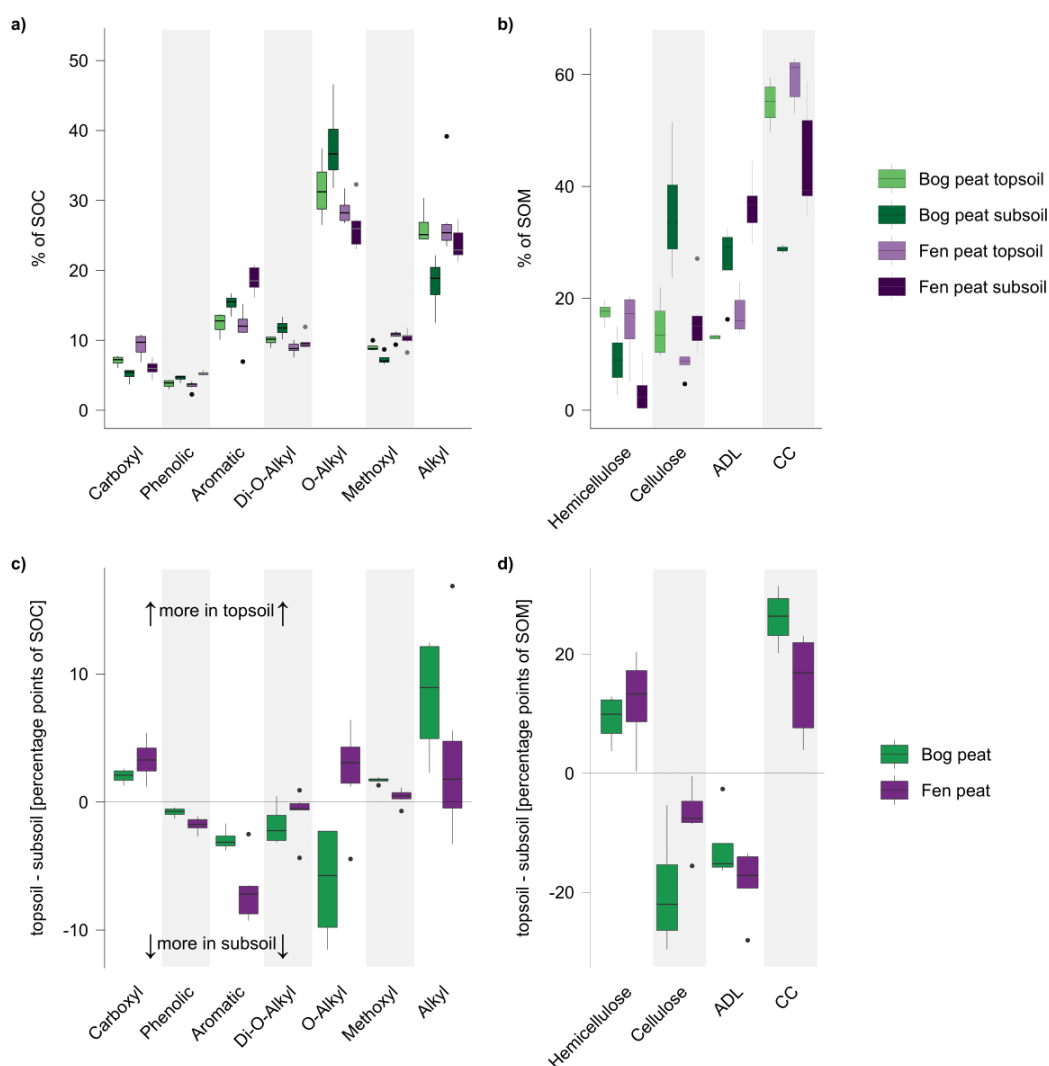 a)
50
40
30
20
10
0
% of SOC
Carboxyl
Phenolic
Aromatic
Di-O-Alkyl
O-Alkyl
Methoxyl
Alkyl
b)
60
40
20
0
% of SOM
Hemicellulose
Cellulose
ADL
CC
Bog peat topsoil
Bog peat subsoil
Fen peat topsoil
Fen peat subsoil
c)
10
0
-10
topsoil - subsoil [percentage points of SOC]
↑ more in topsoil ↑
↓ more in subsoil ↓
Carboxyl
Phenolic
Aromatic
Di-O-Alkyl
O-Alkyl
Methoxyl
Alkyl
d)
20
0
-20
topsoil - subsoil [percentage points of SOM]
Hemicellulose
Cellulose
ADL
CC
Bog peat
Fen peat